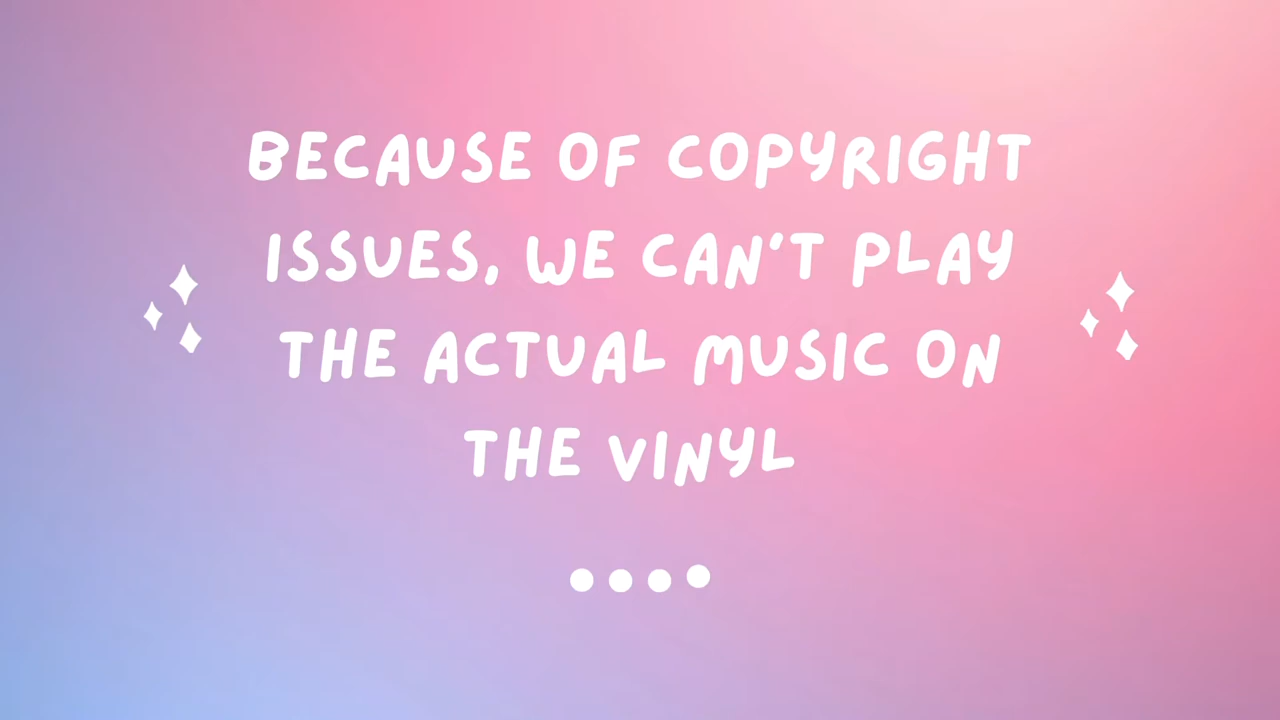 BECAUSE OF COPYRIGHT
ISSUES, WE CAN'T PLAY
THE ACTUAL MUSIC ON
THE VINYL